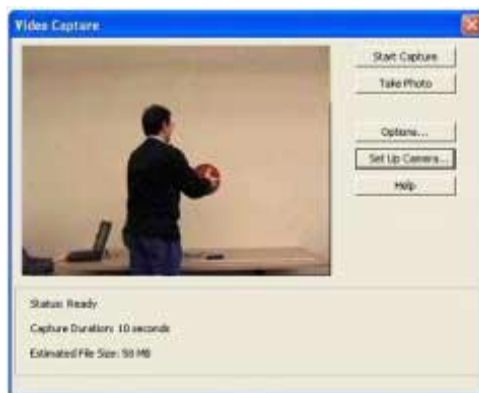 Video Capture
Start Capture
Take Photo
Options...
Set Up Camera...
Help
Status: Ready
Capture Duration: 10 seconds
Estimated File Size: 58 MB